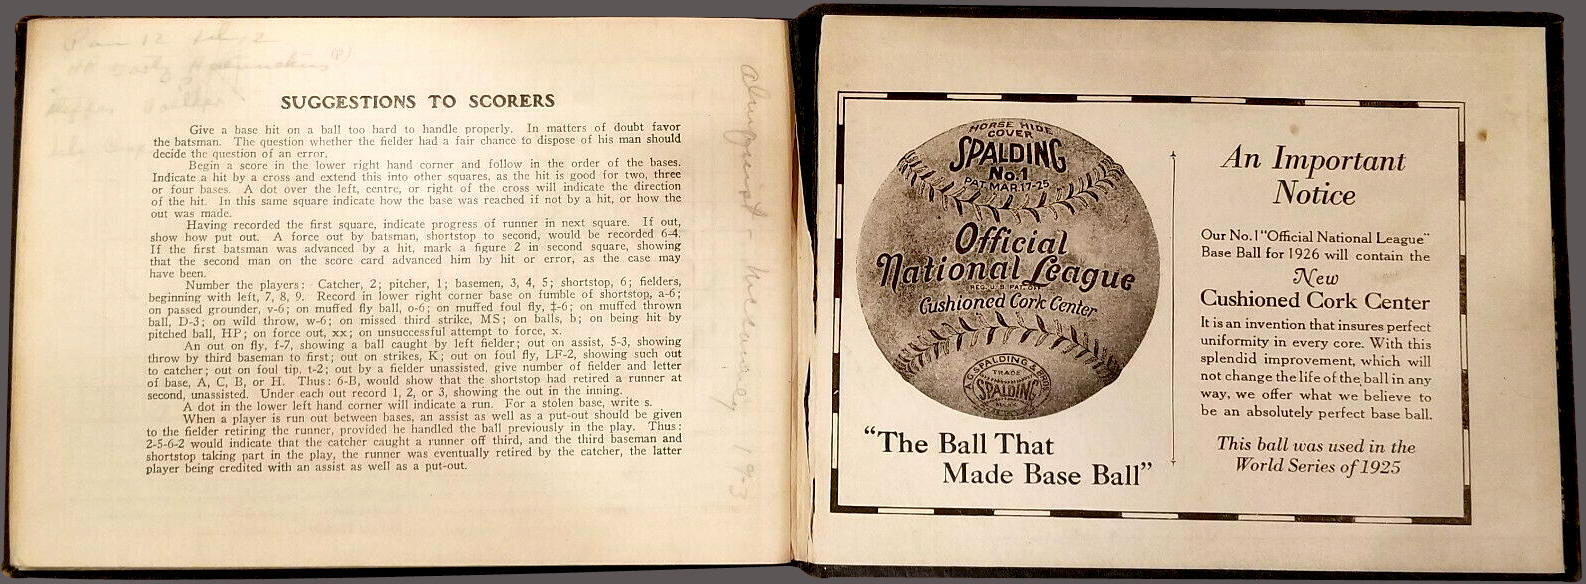 SUGGESTIONS TO SCORERS
Give a base hit on a ball too hard to handle properly. In matters of doubt favor
the batsman. The question whether the fielder had a fair chance to dispose of his man should
decide the question of an error.
Begin a score in the lower right hand corner and follow in the order of the bases.
Indicate a hit by a cross and extend this into other squares, as the hit is good for two, three
or four bases. A dot over the left, centre, or right of the cross will indicate the direction
of the hit. In this same square indicate how the base was reached if not by a hit, or how the
out was made.
Having recorded the first square, indicate progress of runner in next square. If out,
show how put out. A force out by batsman, shortstop to second, would be recorded 6-4.
If the first batsman was advanced by a hit, mark a figure 2 in second square, showing
that the second man on the score card advanced him by hit or error, as the case may
have been.
Number the players: Catcher, 2; pitcher, 1; basemen, 3, 4, 5; shortstop, 6; fielders,
beginning with left, 7, 8, 9. Record in lower right corner base on fumble of shortstop, a-6;
on passed grounder, v-6; on muffed fly ball, o-6; on muffed foul fly, ‡-6; on muffed thrown
ball, D-3; on wild throw, w-6; on missed third strike, MS; on balls, b; on being hit by
pitched ball, HP; on force out, xx; on unsuccessful attempt to force, x.
An out on fly, f-7, showing a ball caught by left fielder; out on assist, 5-3, showing
throw by third baseman to first; out on strikes, K; out on foul fly, LF-2, showing such out
to catcher; out on foul tip, t-2; out by a fielder unassisted, give number of fielder and letter
of base, A, C, B, or H. Thus: 6-B, would show that the shortstop had retired a runner at
second, unassisted. Under each out record 1, 2, or 3, showing the out in the inning.
A dot in the lower left hand corner will indicate a run. For a stolen base, write s.
When a player is run out between bases, an assist as well as a put-out should be given
to the fielder retiring the runner, provided he handled the ball previously in the play. Thus:
2-5-6-2 would indicate that the catcher caught a runner off third, and the third baseman and
shortstop taking part in the play, the runner was eventually retired by the catcher, the latter
player being credited with an assist as well as a put-out.
HORSE HIDE
COVER
SPALDING
No.1
PAT. MAR.17-25
Official
National League
REG. U.S. PAT. OFF.
Cushioned Cork Center
A.G. SPALDING & BROS.
TRADE
SPALDING
"The Ball That
Made Base Ball"
An Important
Notice
Our No.1 "Official National League"
Base Ball for 1926 will contain the
New
Cushioned Cork Center
It is an invention that insures perfect
uniformity in every core. With this
splendid improvement, which will
not change the life of the ball in any
way, we offer what we believe to
be an absolutely perfect base ball.
This ball was used in the
World Series of 1925